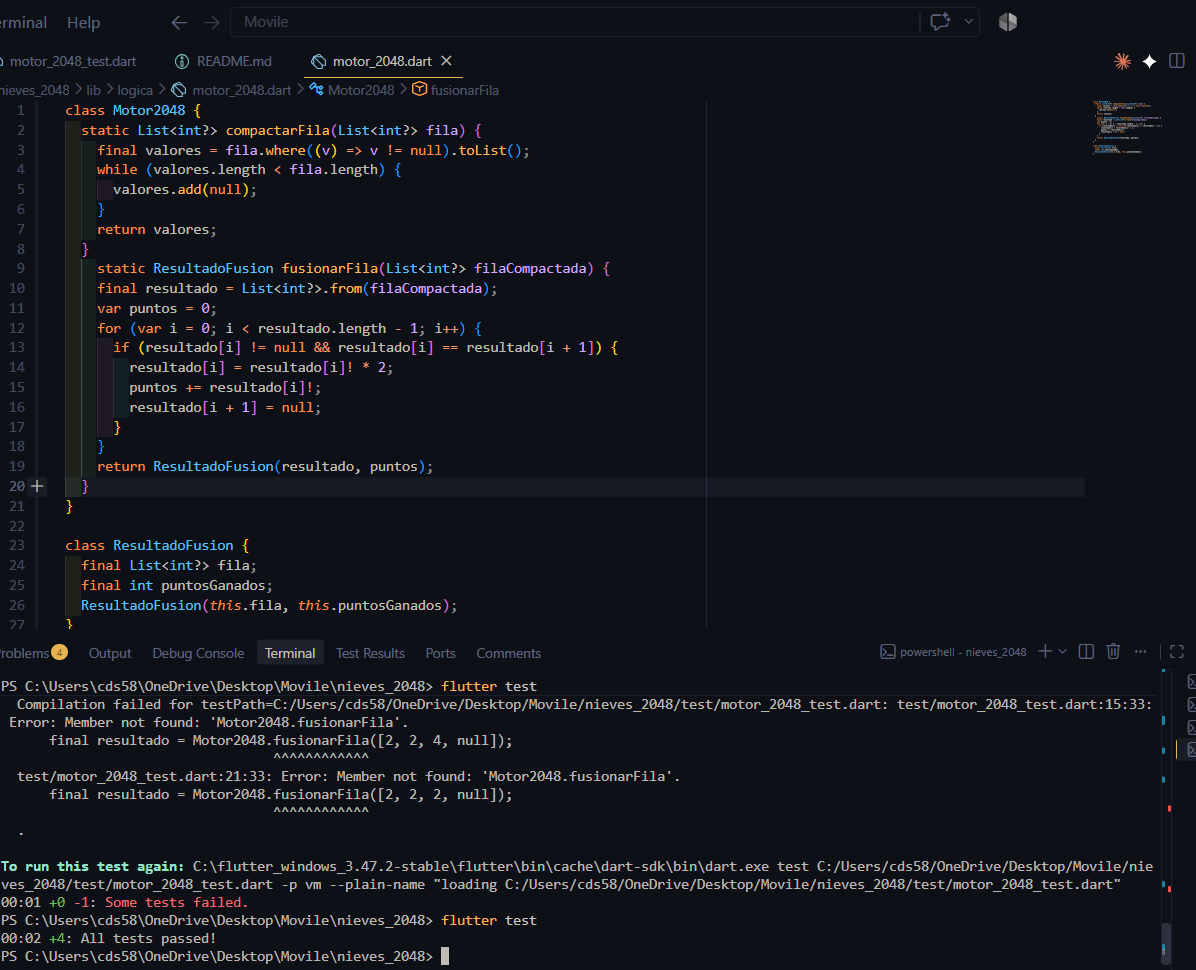 Help
Movile
motor_2048_test.dart
README.md
motor_2048.dart
nieves_2048 > lib > logica > motor_2048.dart > Motor2048 > fusionarFila
1 class Motor2048 {
2 static List<int?> compactarFila(List<int?> fila) {
3 final valores = fila.where((v) => v != null).toList();
4 while (valores.length < fila.length) {
5 valores.add(null);
6 }
7 return valores;
8 }
9 static ResultadoFusion fusionarFila(List<int?> filaCompactada) {
10 final resultado = List<int?>.from(filaCompactada);
11 var puntos = 0;
12 for (var i = 0; i < resultado.length - 1; i++) {
13 if (resultado[i] != null && resultado[i] == resultado[i + 1]) {
14 resultado[i] = resultado[i]! * 2;
15 puntos += resultado[i]!;
16 resultado[i + 1] = null;
17 }
18 }
19 return ResultadoFusion(resultado, puntos);
20 }
21 }
22
23 class ResultadoFusion {
24 final List<int?> fila;
25 final int puntosGanados;
26 ResultadoFusion(this.fila, this.puntosGanados);
27 }
roblems 4 Output Debug Console Terminal Test Results Ports Comments
powershell - nieves_2048
PS C:\Users\cds58\OneDrive\Desktop\Movile\nieves_2048> flutter test
Compilation failed for testPath=C:/Users/cds58/OneDrive/Desktop/Movile/nieves_2048/test/motor_2048_test.dart: test/motor_2048_test.dart:15:33:
Error: Member not found: 'Motor2048.fusionarFila'.
final resultado = Motor2048.fusionarFila([2, 2, 4, null]);
^^^^^^^^^^^^
test/motor_2048_test.dart:21:33: Error: Member not found: 'Motor2048.fusionarFila'.
final resultado = Motor2048.fusionarFila([2, 2, 2, null]);
^^^^^^^^^^^^
.
To run this test again: C:\flutter_windows_3.47.2-stable\flutter\bin\cache\dart-sdk\bin\dart.exe test C:/Users/cds58/OneDrive/Desktop/Movile/nie
ves_2048/test/motor_2048_test.dart -p vm --plain-name "loading C:/Users/cds58/OneDrive/Desktop/Movile/nieves_2048/test/motor_2048_test.dart"
00:01 +0 -1: Some tests failed.
PS C:\Users\cds58\OneDrive\Desktop\Movile\nieves_2048> flutter test
00:02 +4: All tests passed!
PS C:\Users\cds58\OneDrive\Desktop\Movile\nieves_2048>